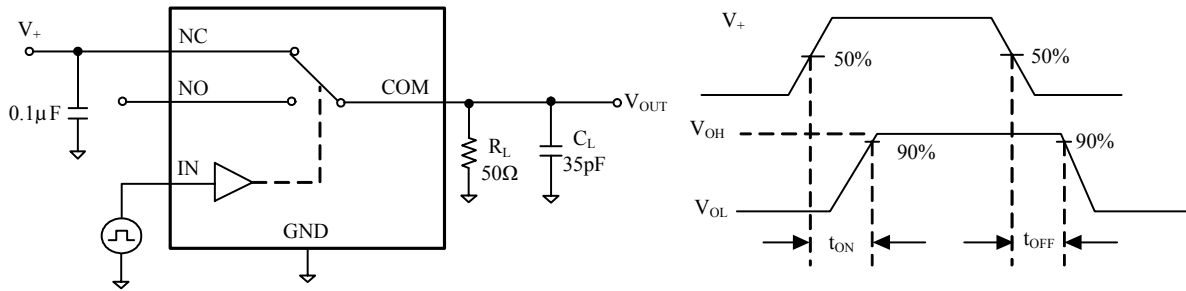 V+
NC
NO
COM
0.1µF
VOUT
RL
50Ω
CL
35pF
IN
GND
V+
50%
50%
VOH
90%
90%
VOL
tON
tOFF